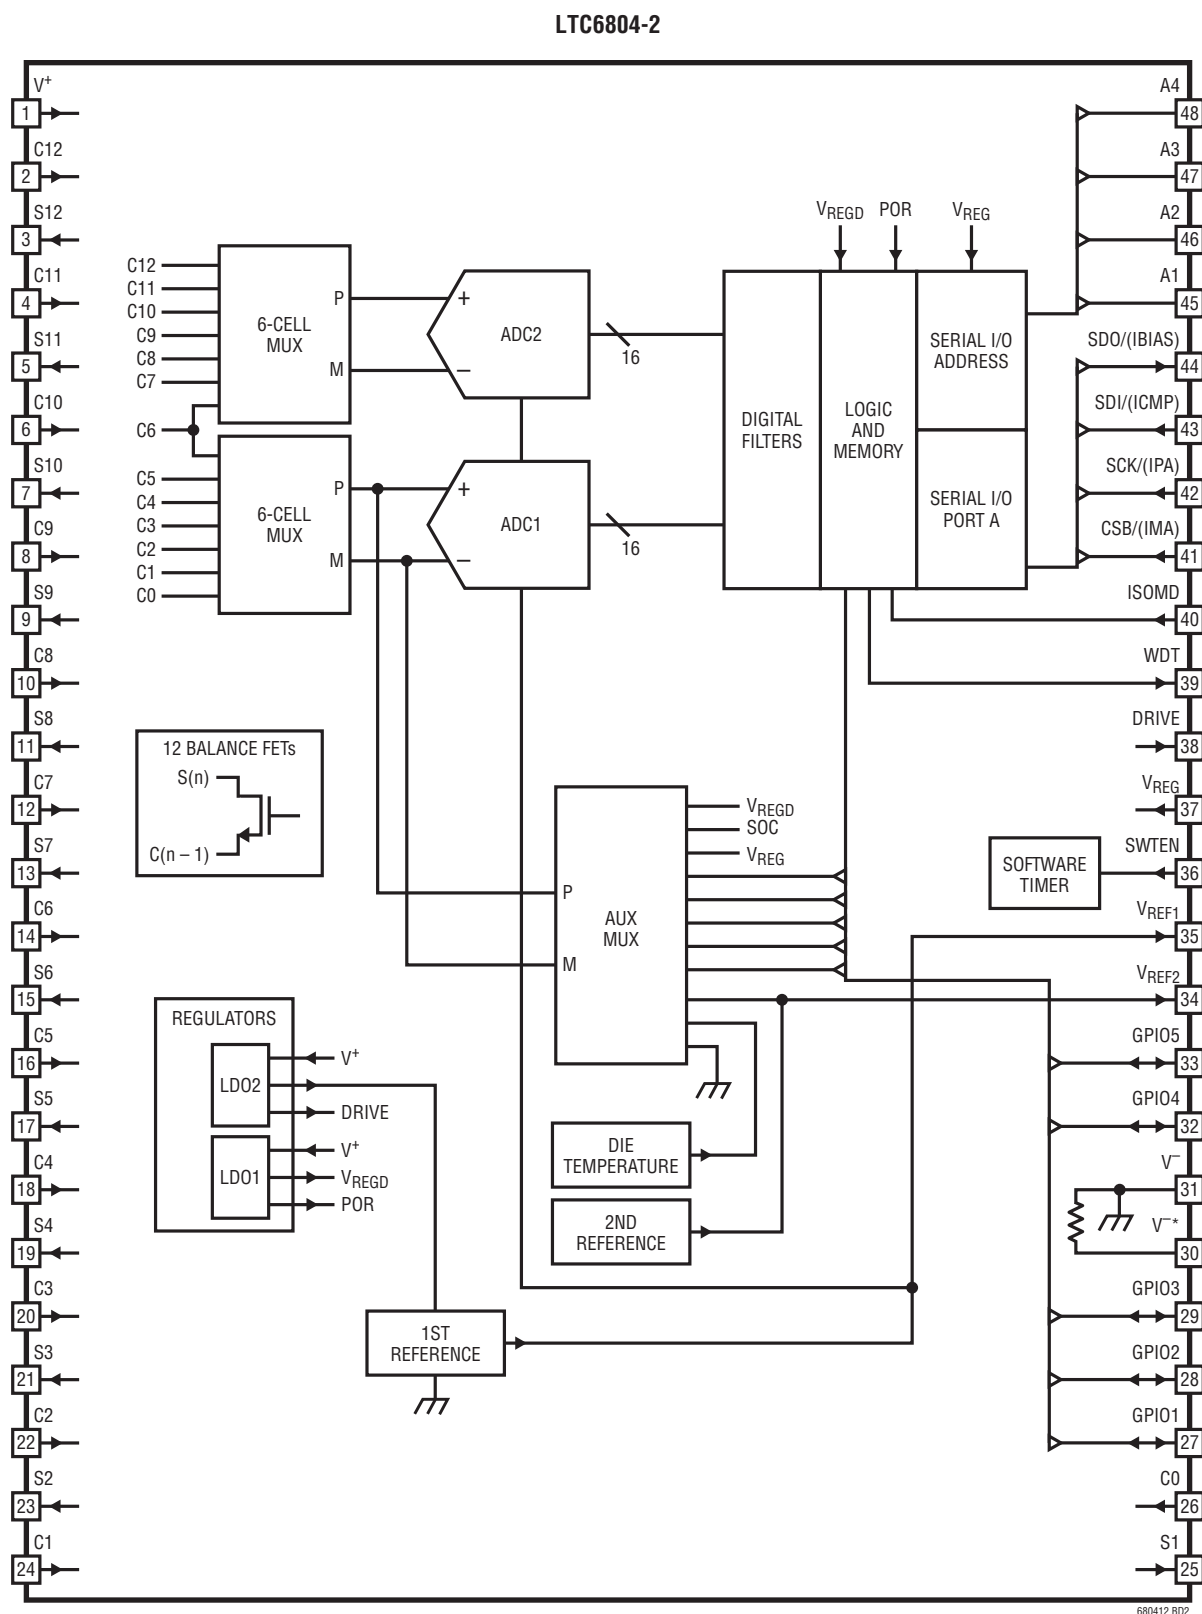 LTC6804-2
V+
1
C12
2
S12
3
C11
4
S11
5
C10
6
S10
7
C9
8
S9
9
C8
10
S8
11
C7
12
S7
13
C6
14
S6
15
C5
16
S5
17
C4
18
S4
19
C3
20
S3
21
C2
22
S2
23
C1
24
C12
C11
C10
C9
C8
C7
C6
C5
C4
C3
C2
C1
C0
6-CELL
MUX
P
M
6-CELL
MUX
P
M
+
ADC2
−
16
+
ADC1
−
16
VREGD
POR
VREG
DIGITAL
FILTERS
LOGIC
AND
MEMORY
SERIAL I/O
ADDRESS
SERIAL I/O
PORT A
12 BALANCE FETs
S(n)
C(n – 1)
P
M
AUX
MUX
VREGD
SOC
VREG
SOFTWARE
TIMER
REGULATORS
LDO2
V+
DRIVE
LDO1
V+
VREGD
POR
DIE
TEMPERATURE
2ND
REFERENCE
1ST
REFERENCE
A4
48
A3
47
A2
46
A1
45
SDO/(IBIAS)
44
SDI/(ICMP)
43
SCK/(IPA)
42
CSB/(IMA)
41
ISOMD
40
WDT
39
DRIVE
38
VREG
37
SWTEN
36
VREF1
35
VREF2
34
GPIO5
33
GPIO4
32
V–
31
V–*
30
GPIO3
29
GPIO2
28
GPIO1
27
C0
26
S1
25
680412 BD2